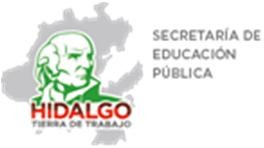 SECRETARÍA DE
EDUCACIÓN
PÚBLICA
HIDALGO
TIERRA DE TRABAJO